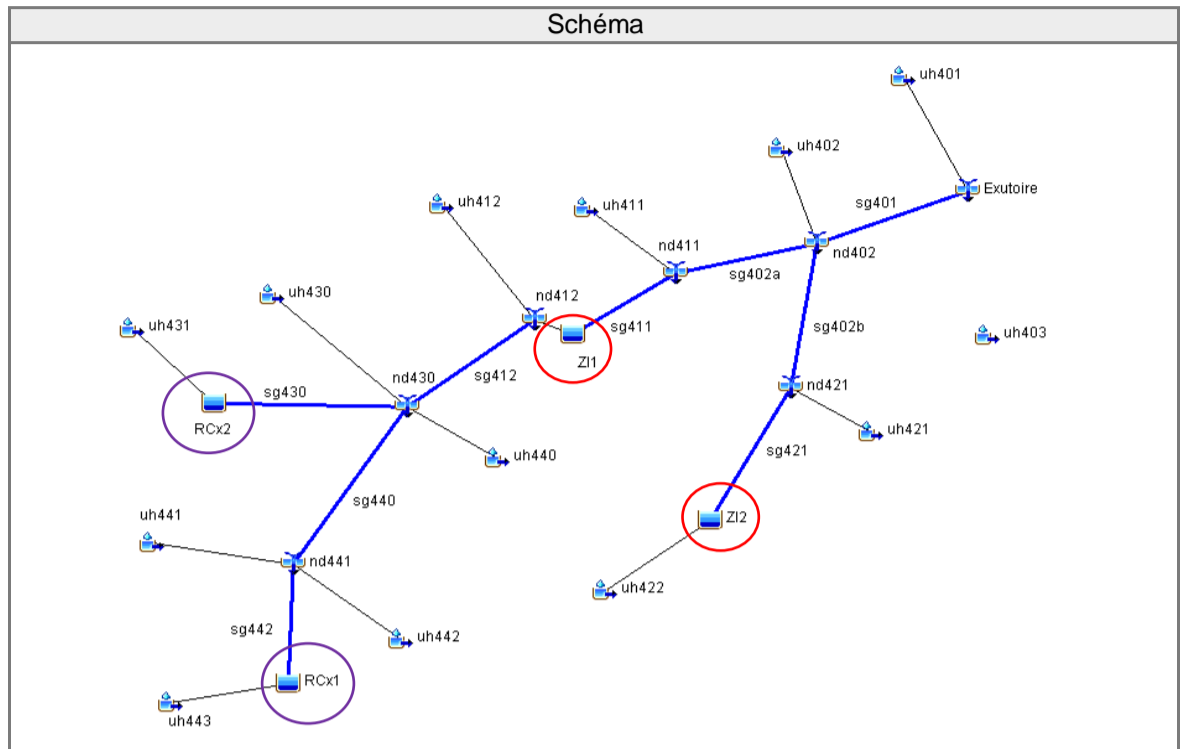 Schéma
uh401
uh402
Exutoire
sg401
uh412
uh411
nd411
nd402
sg402a
uh430
nd412
uh431
sg411
sg402b
uh403
ZI1
sg412
nd430
nd421
sg430
RCx2
uh421
uh440
sg421
sg440
uh441
ZI2
nd441
uh422
sg442
uh442
RCx1
uh443